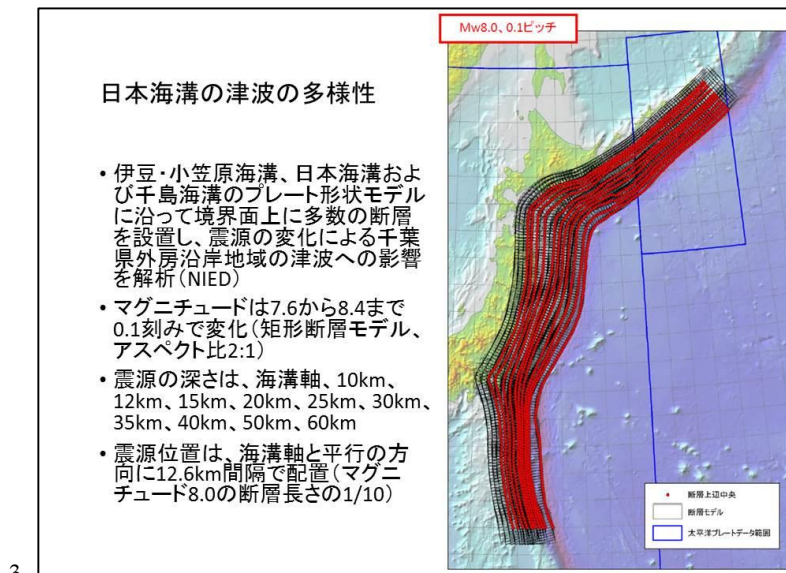 Mw8.0、0.1ピッチ
日本海溝の津波の多様性
• 伊豆・小笠原海溝、日本海溝およ
び千島海溝のプレート形状モデル
に沿って境界面上に多数の断層
を設置し、震源の変化による千葉
県外房沿岸地域の津波への影響
を解析(NIED)
• マグニチュードは7.6から8.4まで
0.1刻みで変化(矩形断層モデル、
アスペクト比2:1)
• 震源の深さは、海溝軸、10km、
12km、15km、20km、25km、30km、
35km、40km、50km、60km
• 震源位置は、海溝軸と平行の方
向に12.6km間隔で配置(マグニ
チュード8.0の断層長さの1/10)
断層上辺中央
断層モデル
太平洋プレートデータ範囲
3